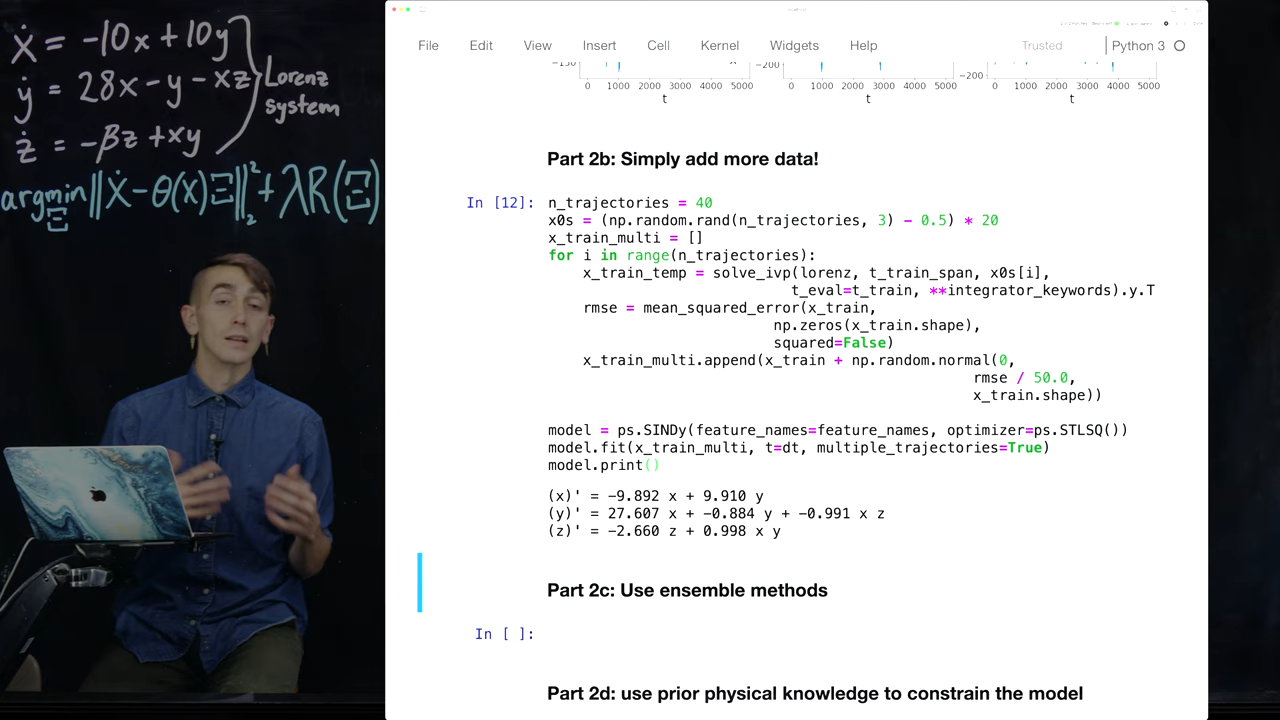 ẋ = -10x + 10y
ẏ = 28x - y - xz
ż = -βz + xy
Lorenz
system
argmin ||Ẋ - θ(X)Ξ||²₂ + λR(Ξ)
Ξ
File Edit View Insert Cell Kernel Widgets Help Trusted Python 3
-150 -200 -200
0 1000 2000 3000 4000 5000 0 1000 2000 3000 4000 5000 0 1000 2000 3000 4000 5000
t t t
Part 2b: Simply add more data!
In [12]: n_trajectories = 40
x0s = (np.random.rand(n_trajectories, 3) - 0.5) * 20
x_train_multi = []
for i in range(n_trajectories):
x_train_temp = solve_ivp(lorenz, t_train_span, x0s[i],
t_eval=t_train, **integrator_keywords).y.T
rmse = mean_squared_error(x_train,
np.zeros(x_train.shape),
squared=False)
x_train_multi.append(x_train + np.random.normal(0,
rmse / 50.0,
x_train.shape))
model = ps.SINDy(feature_names=feature_names, optimizer=ps.STLSQ())
model.fit(x_train_multi, t=dt, multiple_trajectories=True)
model.print()
(x)' = -9.892 x + 9.910 y
(y)' = 27.607 x + -0.884 y + -0.991 x z
(z)' = -2.660 z + 0.998 x y
Part 2c: Use ensemble methods
In [ ]:
Part 2d: use prior physical knowledge to constrain the model